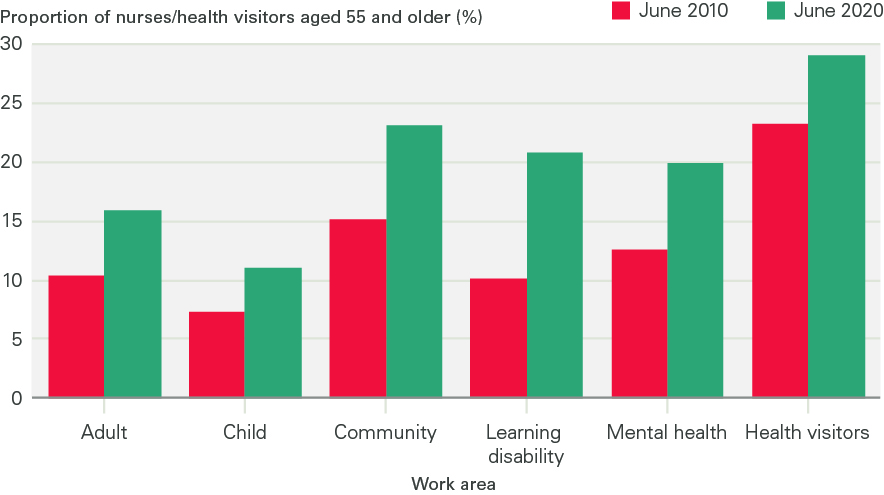 Proportion of nurses/health visitors aged 55 and older (%)
June 2010
June 2020
30
25
20
15
10
5
0
Adult
Child
Community
Learning
disability
Mental health
Health visitors
Work area